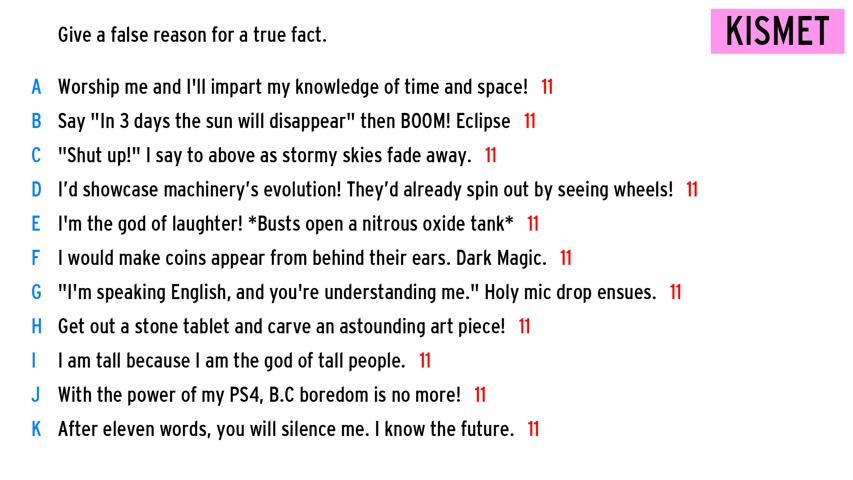 Give a false reason for a true fact.
KISMET
A Worship me and I'll impart my knowledge of time and space! 11
B Say "In 3 days the sun will disappear" then BOOM! Eclipse 11
C "Shut up!" I say to above as stormy skies fade away. 11
D I’d showcase machinery’s evolution! They’d already spin out by seeing wheels! 11
E I'm the god of laughter! *Busts open a nitrous oxide tank* 11
F I would make coins appear from behind their ears. Dark Magic. 11
G "I'm speaking English, and you're understanding me." Holy mic drop ensues. 11
H Get out a stone tablet and carve an astounding art piece! 11
I I am tall because I am the god of tall people. 11
J With the power of my PS4, B.C boredom is no more! 11
K After eleven words, you will silence me. I know the future. 11